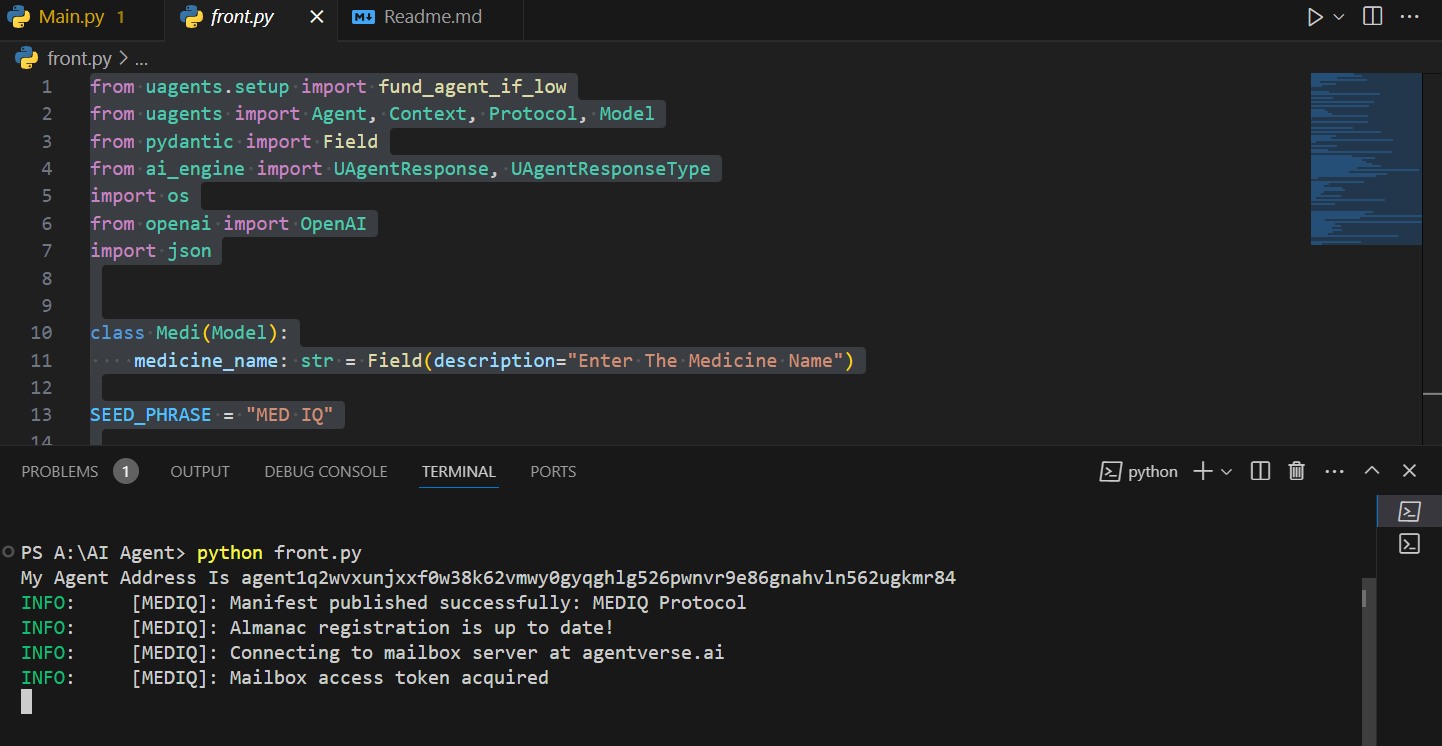 Main.py 1 front.py Readme.md
front.py > ...
1 from uagents.setup import fund_agent_if_low
2 from uagents import Agent, Context, Protocol, Model
3 from pydantic import Field
4 from ai_engine import UAgentResponse, UAgentResponseType
5 import os
6 from openai import OpenAI
7 import json
8
9
10 class Medi(Model):
11     medicine_name: str = Field(description="Enter The Medicine Name")
12
13 SEED_PHRASE = "MED IQ"
14
PROBLEMS 1 OUTPUT DEBUG CONSOLE TERMINAL PORTS python
PS A:\AI Agent> python front.py
My Agent Address Is agent1q2wvxunjxxf0w38k62vmwy0gyqghlg526pwnvr9e86gnahvln562ugkmr84
INFO:     [MEDIQ]: Manifest published successfully: MEDIQ Protocol
INFO:     [MEDIQ]: Almanac registration is up to date!
INFO:     [MEDIQ]: Connecting to mailbox server at agentverse.ai
INFO:     [MEDIQ]: Mailbox access token acquired